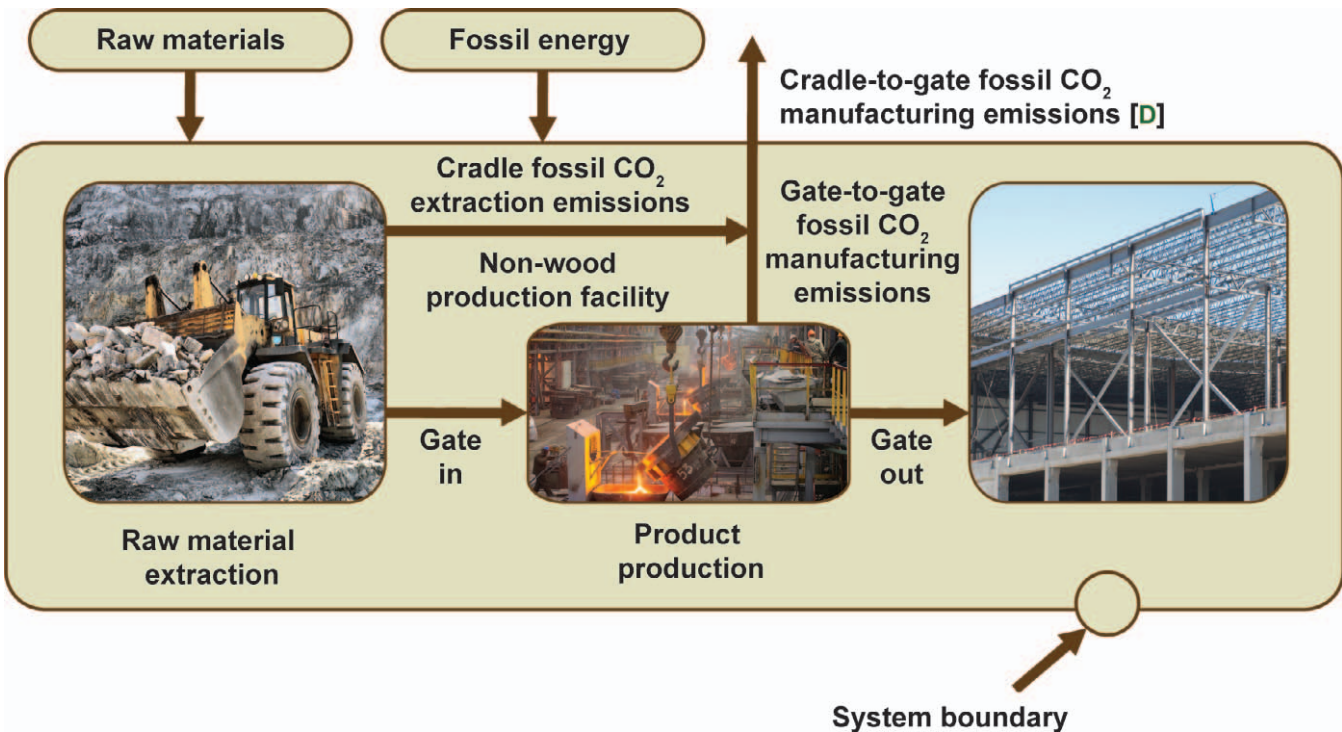 Raw materials
Fossil energy
Cradle-to-gate fossil CO₂
manufacturing emissions [D]
Cradle fossil CO₂
extraction emissions
Gate-to-gate
fossil CO₂
manufacturing
emissions
Non-wood
production facility
53
Gate
in
Gate
out
Raw material
extraction
Product
production
System boundary